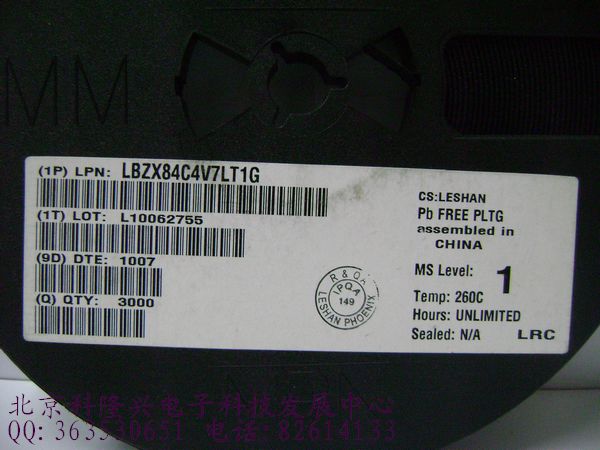 MM
(1P) LPN: LBZX84C4V7LT1G
(1T) LOT: L10062755
(9D) DTE: 1007
(Q) QTY: 3000
R & QA
IPQA
149
LESHAN PHOENIX
CS:LESHAN
Pb FREE PLTG
assembled in
CHINA
MS Level: 1
Temp: 260C
Hours: UNLIMITED
Sealed: N/A LRC
北京科隆兴电子科技发展中心
QQ: 363530651 电话: 82614133